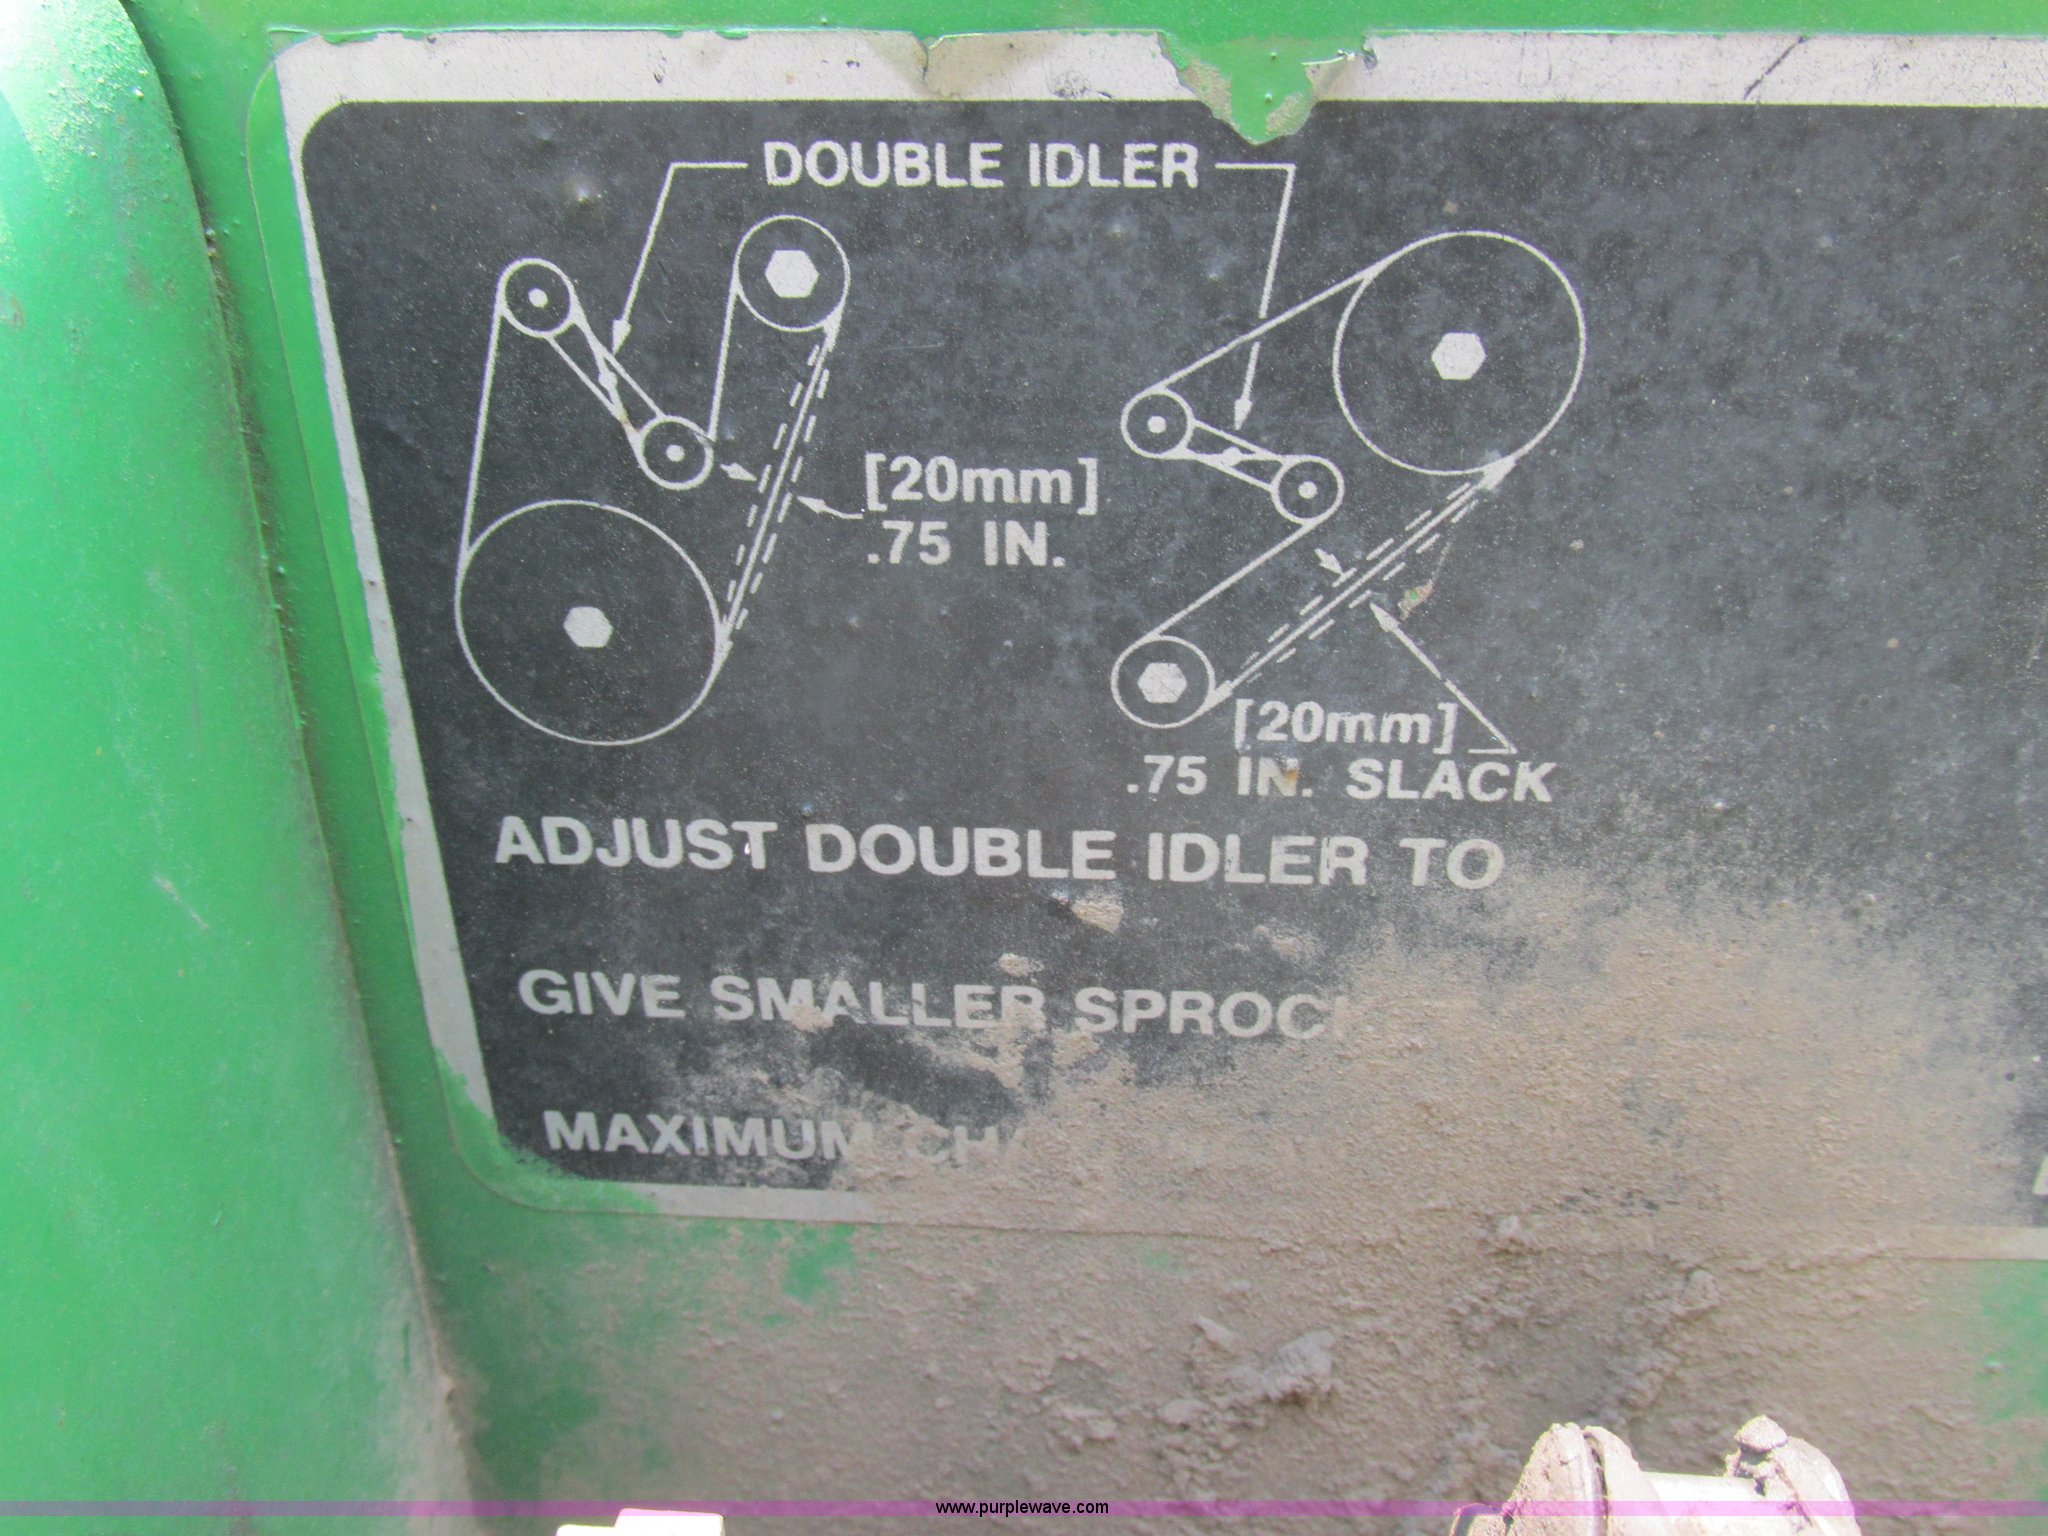 DOUBLE IDLER
[20mm]
.75 IN.
[20mm]
.75 IN. SLACK
ADJUST DOUBLE IDLER TO
GIVE SMALLER
MAXIMUM
www.purplewave.com